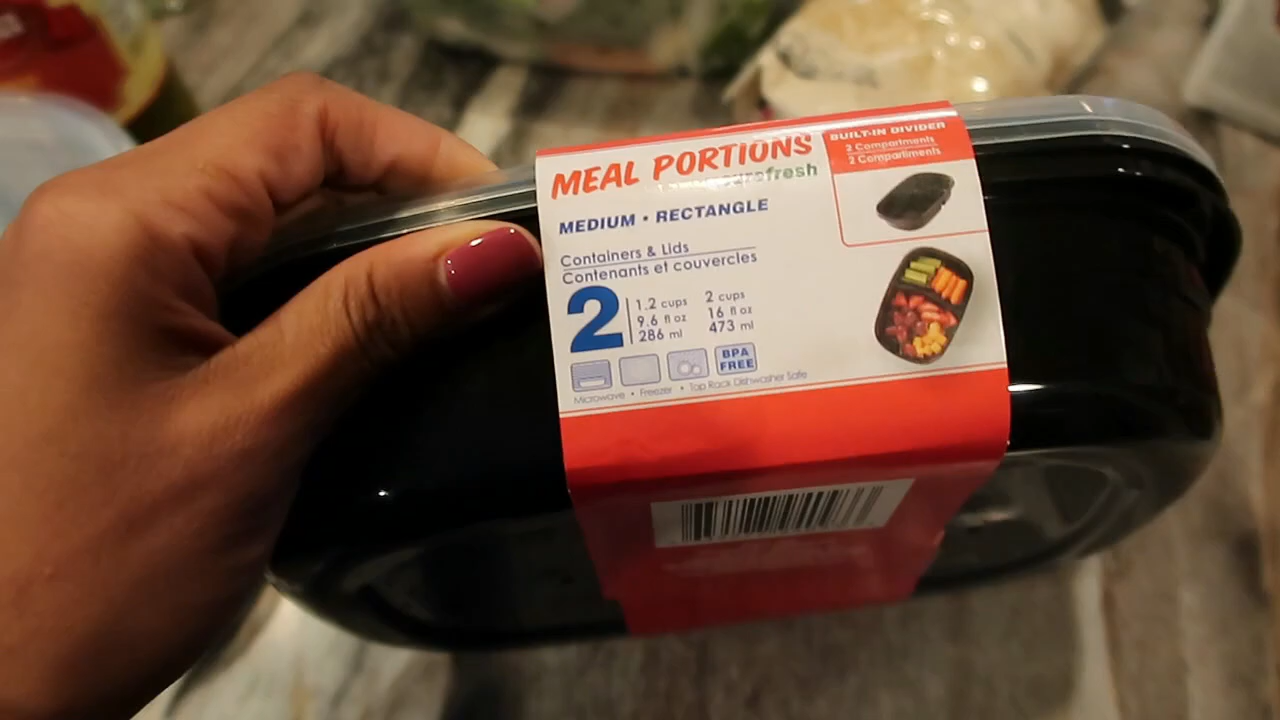 MEAL PORTIONS
surefresh
MEDIUM • RECTANGLE
Containers & Lids
Contenants et couvercles
2
1.2 cups
9.6 fl oz
286 ml
2 cups
16 fl oz
473 ml
BPA
FREE
Microwave • Freezer • Top Rack Dishwasher Safe
BUILT-IN DIVIDER
2 Compartments
2 Compartiments